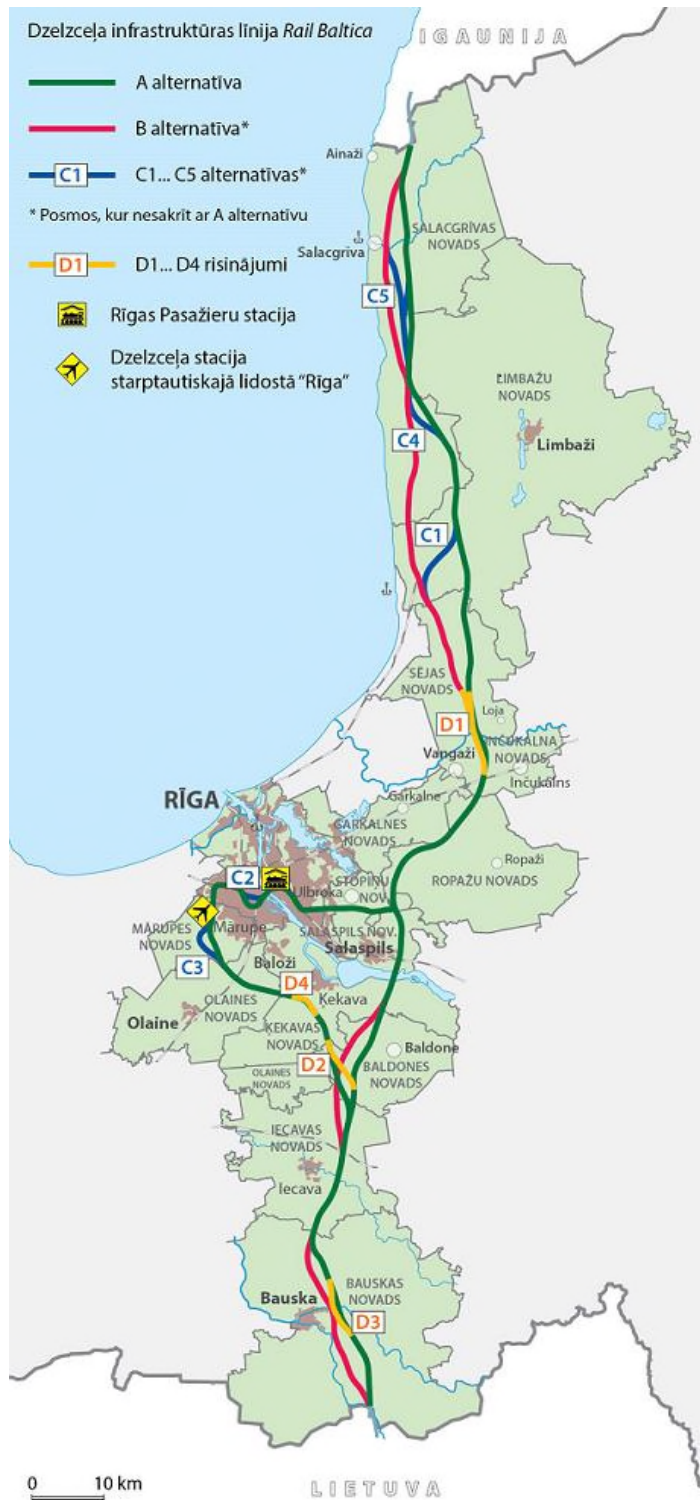 Dzelzceļa infrastruktūras līnija Rail Baltica
IGAUNIJA
A alternatīva
B alternatīva*
C1
C1... C5 alternatīvas*
* Posmos, kur nesakrīt ar A alternatīvu
D1
D1... D4 risinājumi
Rīgas Pasažieru stacija
Dzelzceļa stacija
starptautiskajā lidostā “Rīga”
Ainaži
SALACGRĪVAS
NOVADS
Salacgrīva
C5
LIMBAŽU
NOVADS
Limbaži
C4
C1
SĒJAS
NOVADS
Loja
D1
INČUKALNA
NOVADS
Vangaži
Inčukalns
RĪGA
Garkalne
GARKALNES
NOVADS
Ropaži
ROPAŽU NOVADS
C2
Ulbroka
STOPIŅU
NOV.
MĀRUPES
NOVADS
Mārupe
SALASPILS NOV.
Salaspils
C3
Baloži
D4
Ķekava
OLAINES
NOVADS
Olaine
ĶEKAVAS
NOVADS
Baldone
D2
BALDONES
NOVADS
OLAINES
NOVADS
IECAVAS
NOVADS
Iecava
Bauska
BAUSKAS
NOVADS
D3
0 10 km
LIETUVA